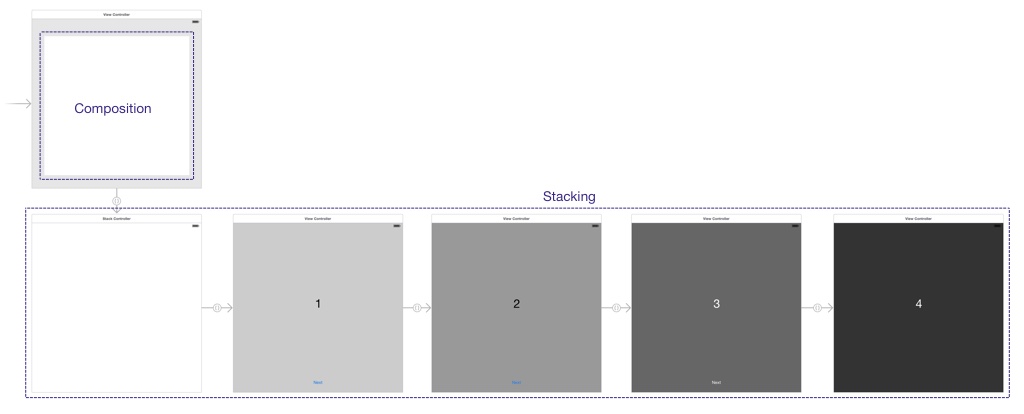 View Controller
Composition
Stacking
Stack Controller
View Controller
View Controller
View Controller
View Controller
1
2
3
4
Next
Next
Next